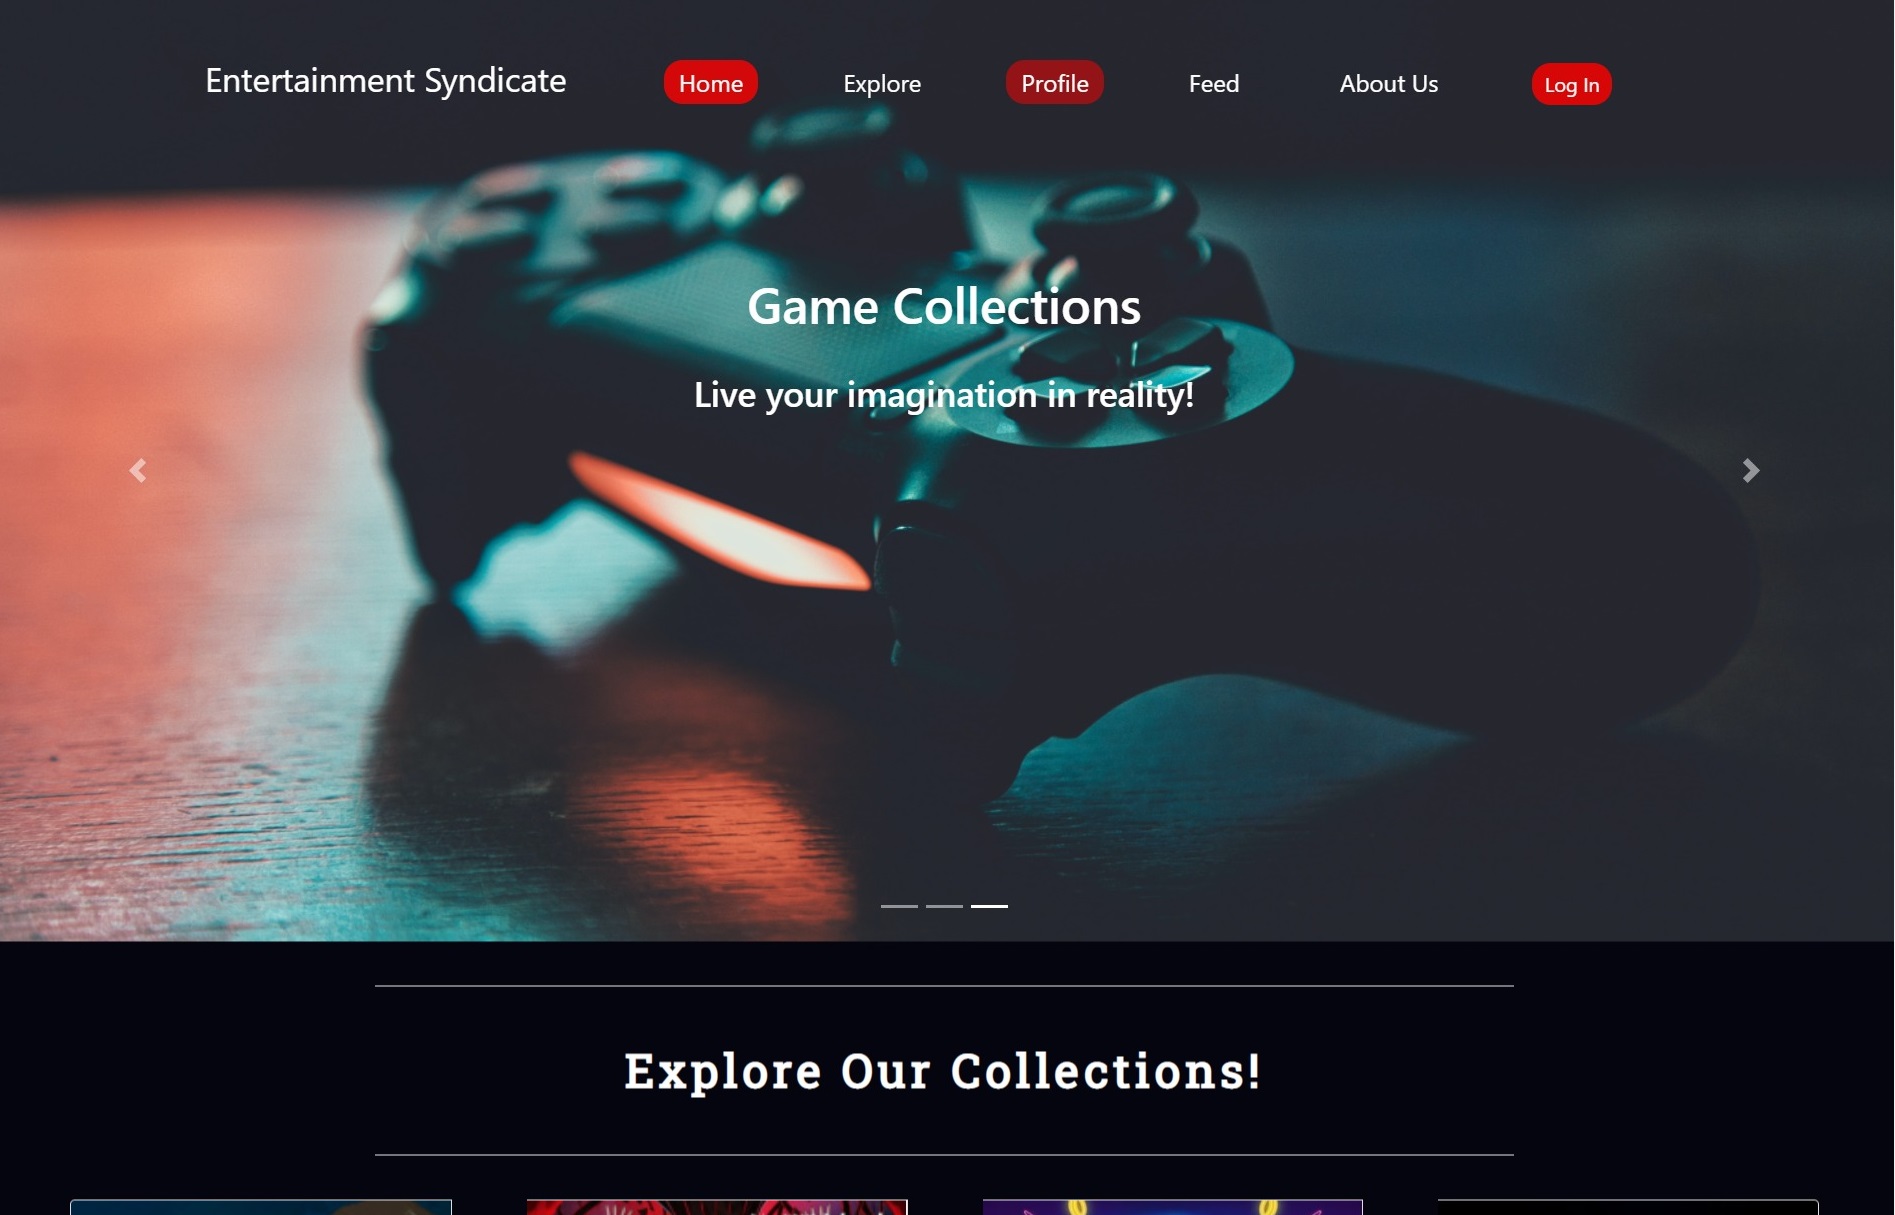 Entertainment Syndicate Home Explore Profile Feed About Us Log In
Game Collections
Live your imagination in reality!
Explore Our Collections!